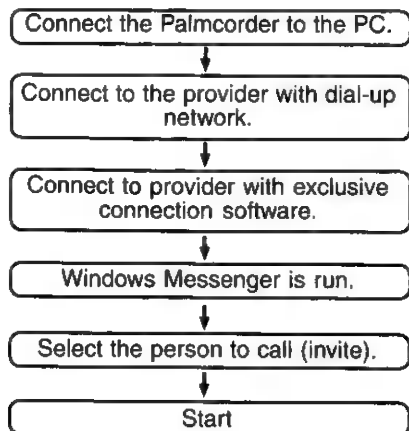 Connect the Palmcorder to the PC.
Connect to the provider with dial-up
network.
Connect to provider with exclusive
connection software.
Windows Messenger is run.
Select the person to call (invite).
Start